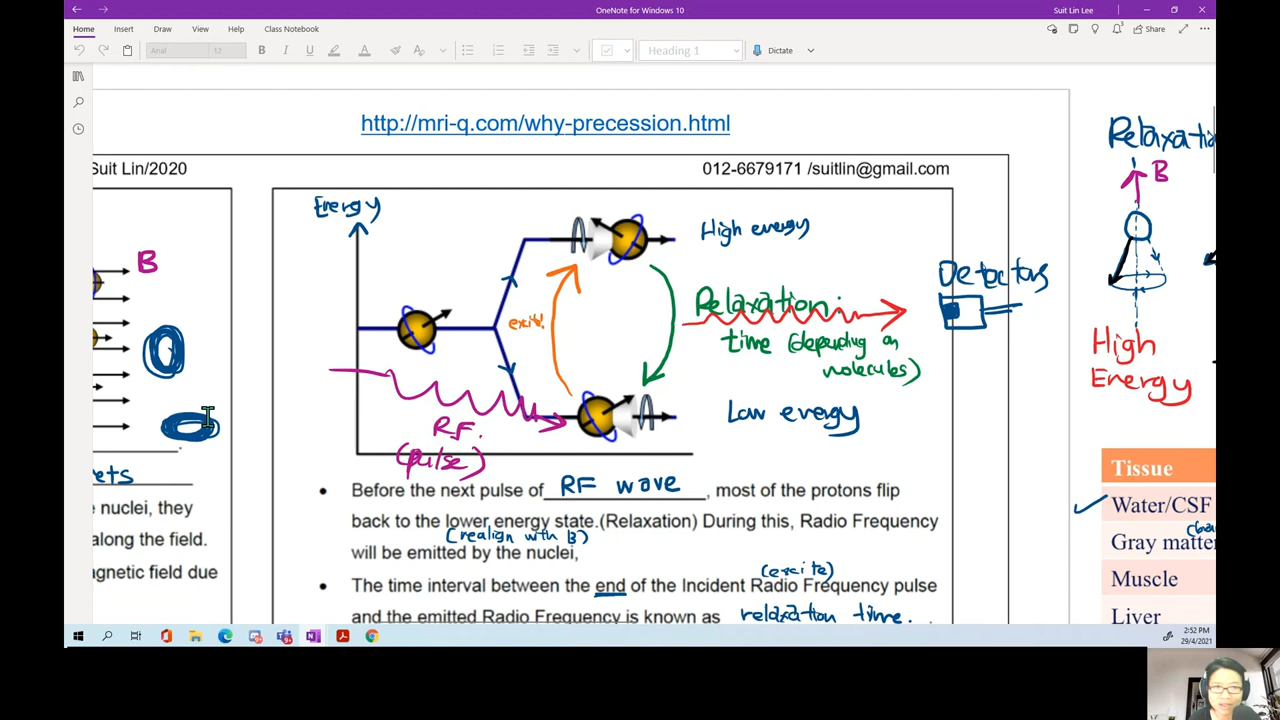 OneNote for Windows 10
Suit Lin Lee
Home Insert Draw View Help Class Notebook
Share
Arial 12 B I U A Heading 1 Dictate
http://mri-q.com/why-precession.html
Suit Lin/2020
012-6679171 /suitlin@gmail.com
Relaxation
B
Energy
High energy
B
Detectors
excite!
Relaxation:
time (depending on
molecules)
High
Energy
Low energy
RF.
(pulse)
Tissue
Before the next pulse of RF wave, most of the protons flip
back to the lower energy state.(Relaxation) During this, Radio Frequency
(realign with B)
will be emitted by the nuclei,
(excite)
The time interval between the end of the Incident Radio Frequency pulse
and the emitted Radio Frequency is known as relaxation time.
ets
nuclei, they
along the field.
agnetic field due
Water/CSF
Gray matter
Muscle
Liver
2:52 PM
29/4/2021